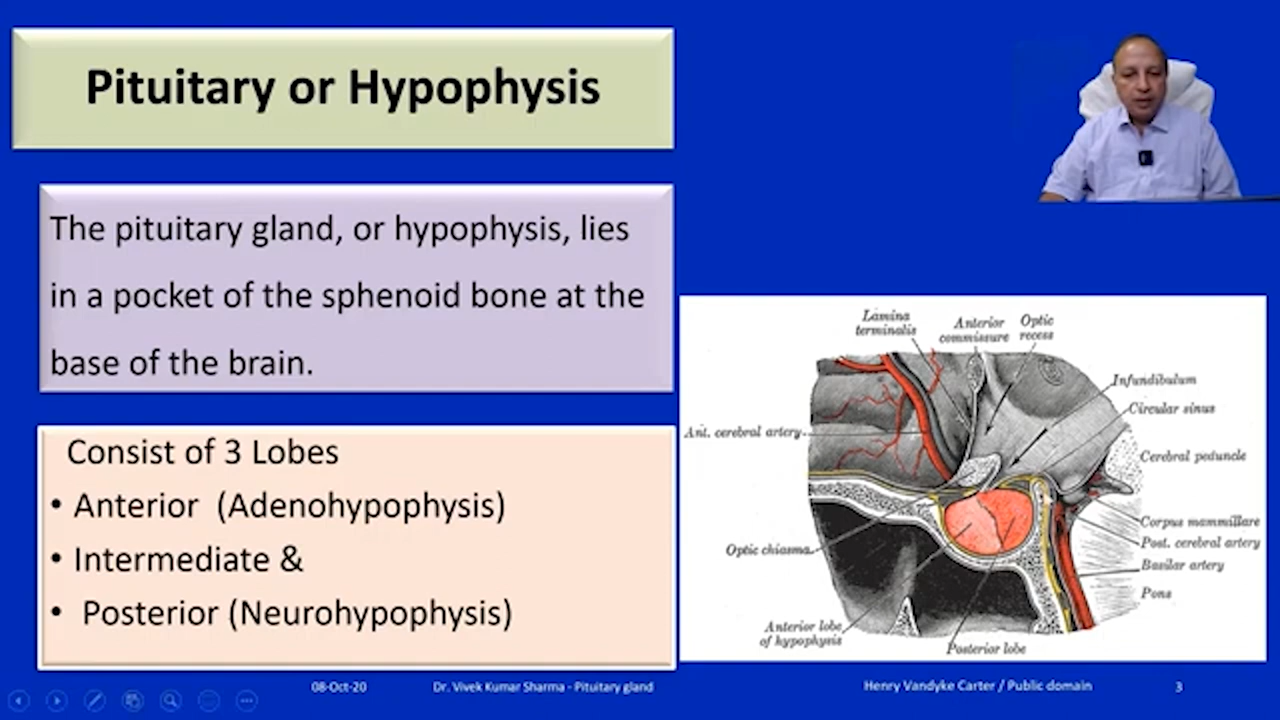 Pituitary or Hypophysis
The pituitary gland, or hypophysis, lies
in a pocket of the sphenoid bone at the
base of the brain.
Consist of 3 Lobes
• Anterior (Adenohypophysis)
• Intermediate &
• Posterior (Neurohypophysis)
Lamina
terminalis
Anterior
commissure
Optic
recess
Infundibulum
Circular sinus
Ant. cerebral artery
Cerebral peduncle
Corpus mammillare
Post. cerebral artery
Optic chiasma
Basilar artery
Pons
Anterior lobe
of hypophysis
Posterior lobe
08-Oct-20
Dr. Vivek Kumar Sharma - Pituitary gland
Henry Vandyke Carter / Public domain
3